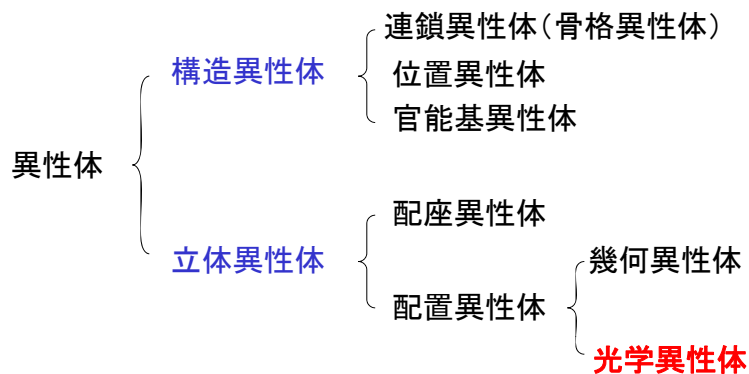 連鎖異性体(骨格異性体)
構造異性体
位置異性体
官能基異性体
異性体
配座異性体
立体異性体
幾何異性体
配置異性体
光学異性体